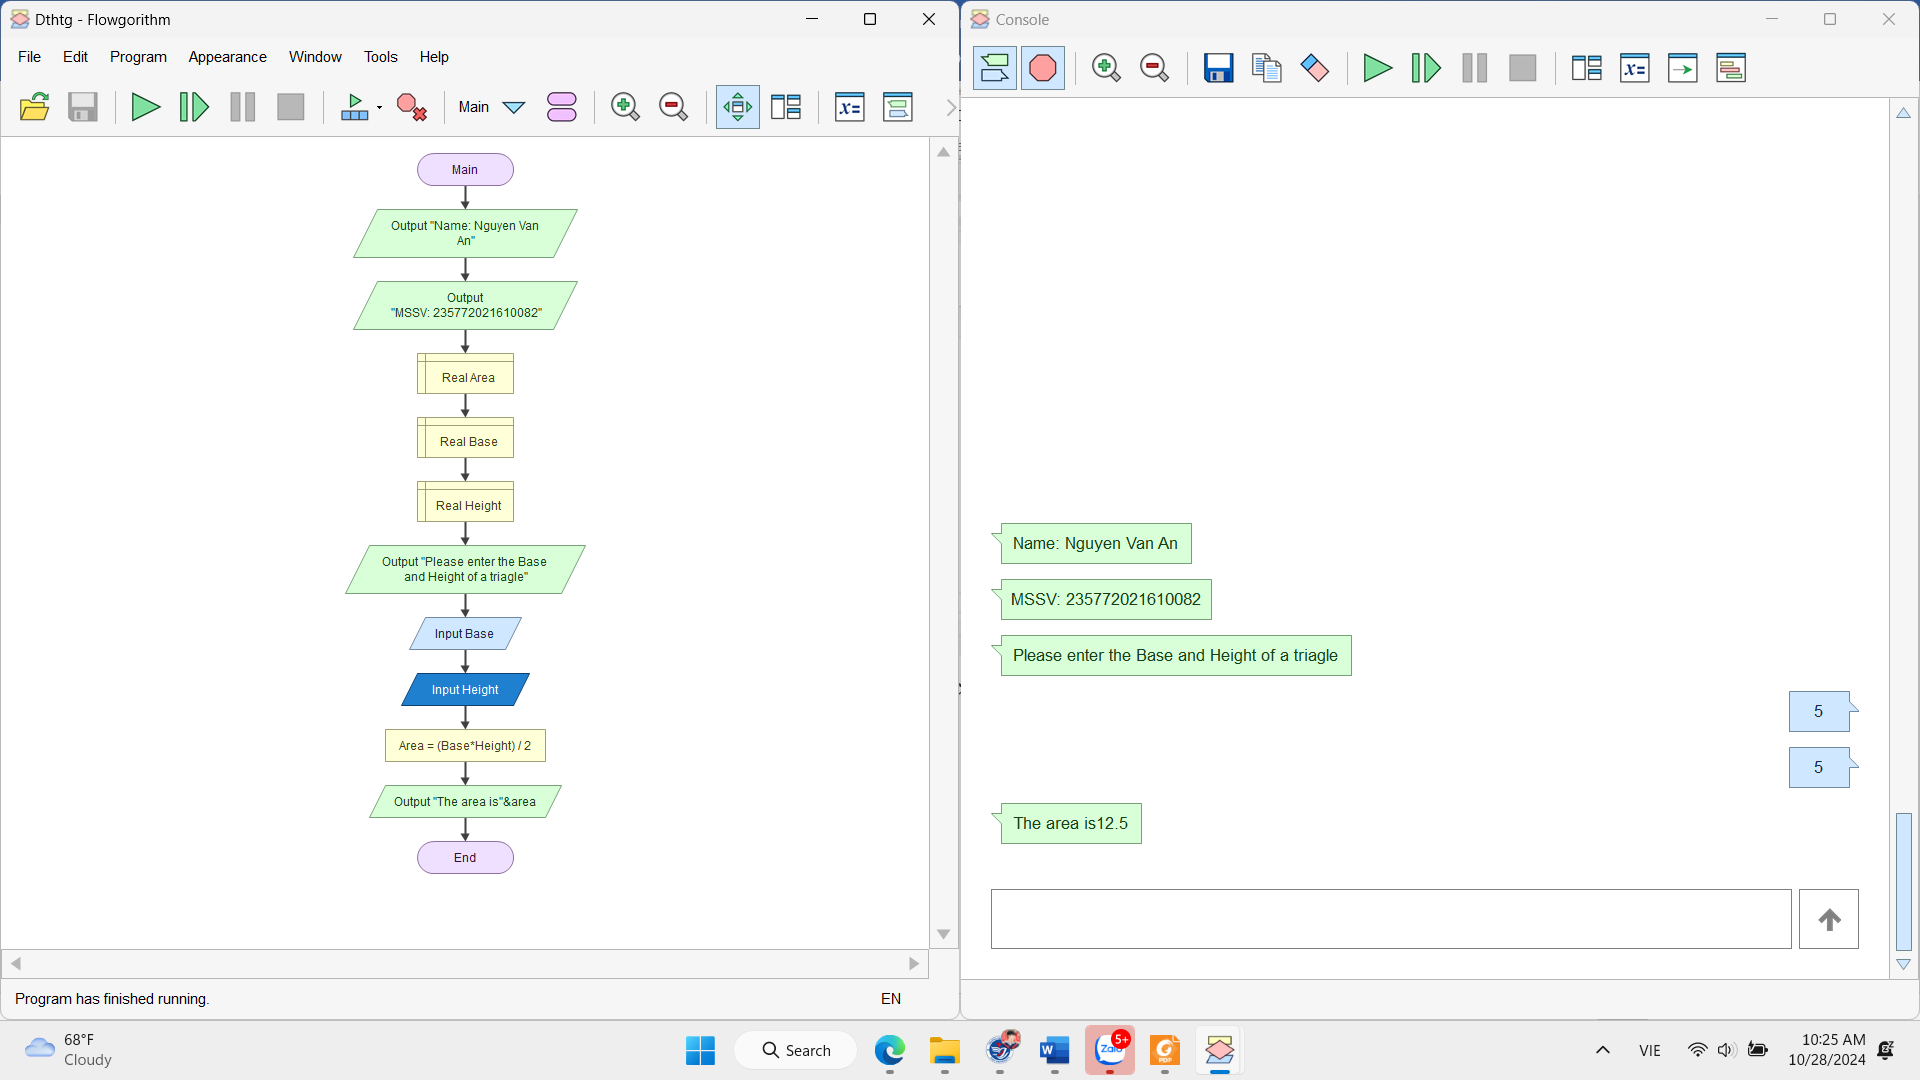 Dthtg - Flowgorithm
File Edit Program Appearance Window Tools Help
Main
Main
Output "Name: Nguyen Van
An"
Output
"MSSV: 235772021610082"
Real Area
Real Base
Real Height
Output "Please enter the Base
and Height of a triagle"
Input Base
Input Height
Area = (Base*Height) / 2
Output "The area is"&area
End
Program has finished running.
EN
Console
Name: Nguyen Van An
MSSV: 235772021610082
Please enter the Base and Height of a triagle
5
5
The area is12.5
68°F
Cloudy
Search
Zalo
5+
PDF
VIE
10:25 AM
10/28/2024